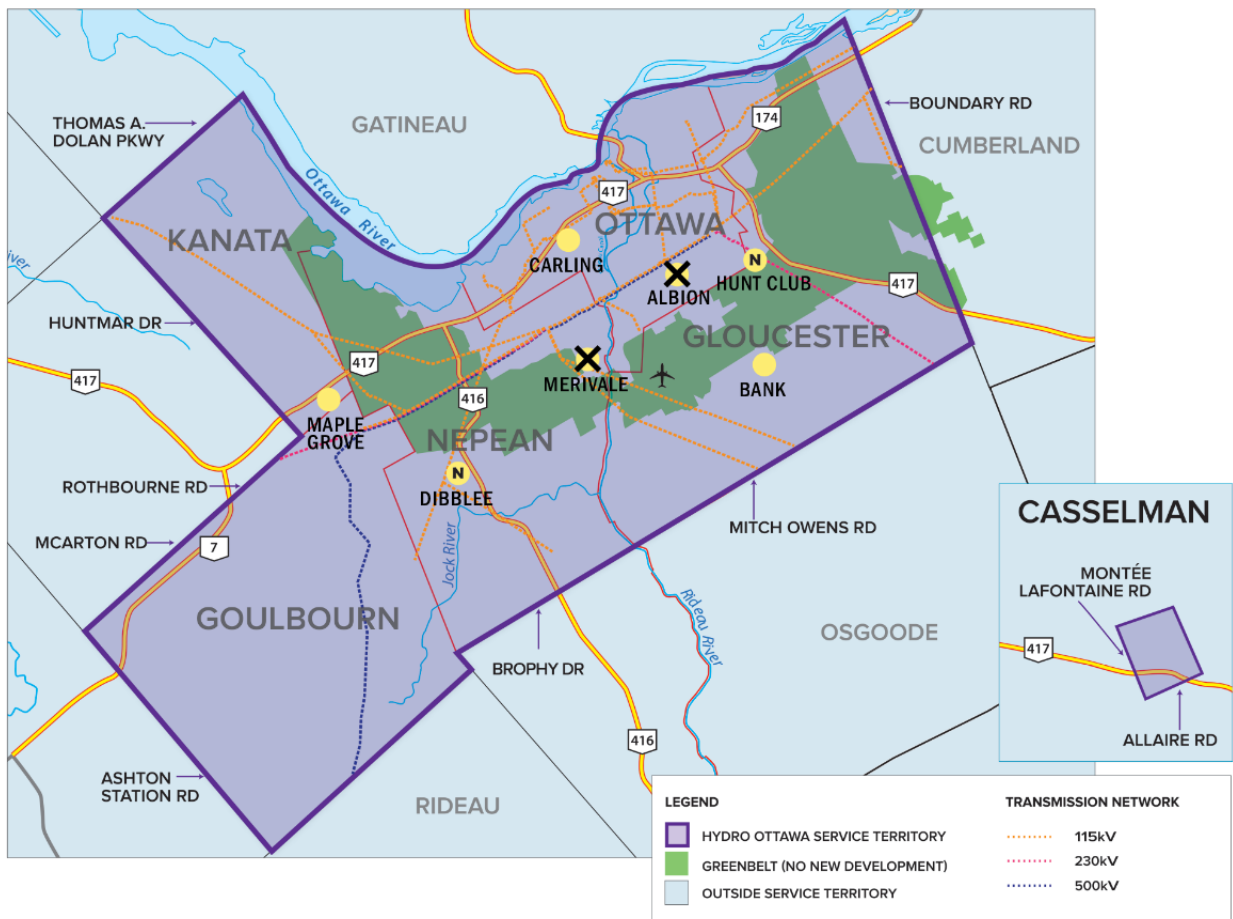 THOMAS A.
DOLAN PKWY
GATINEAU
Ottawa River
174
BOUNDARY RD
CUMBERLAND
417
KANATA
OTTAWA
River
CARLING
N
HUNT CLUB
ALBION
417
HUNTMAR DR
GLOUCESTER
417
417
MERIVALE
BANK
416
MAPLE
GROVE
NEPEAN
N
DIBBLEE
ROTHBOURNE RD
MITCH OWENS RD
MCARTON RD
7
Jock River
GOULBOURN
Rideau River
OSGOODE
BROPHY DR
416
ASHTON
STATION RD
RIDEAU
CASSELMAN
MONTÉE
LAFONTAINE RD
417
ALLAIRE RD
LEGEND
HYDRO OTTAWA SERVICE TERRITORY
GREENBELT (NO NEW DEVELOPMENT)
OUTSIDE SERVICE TERRITORY
TRANSMISSION NETWORK
115kV
230kV
500kV